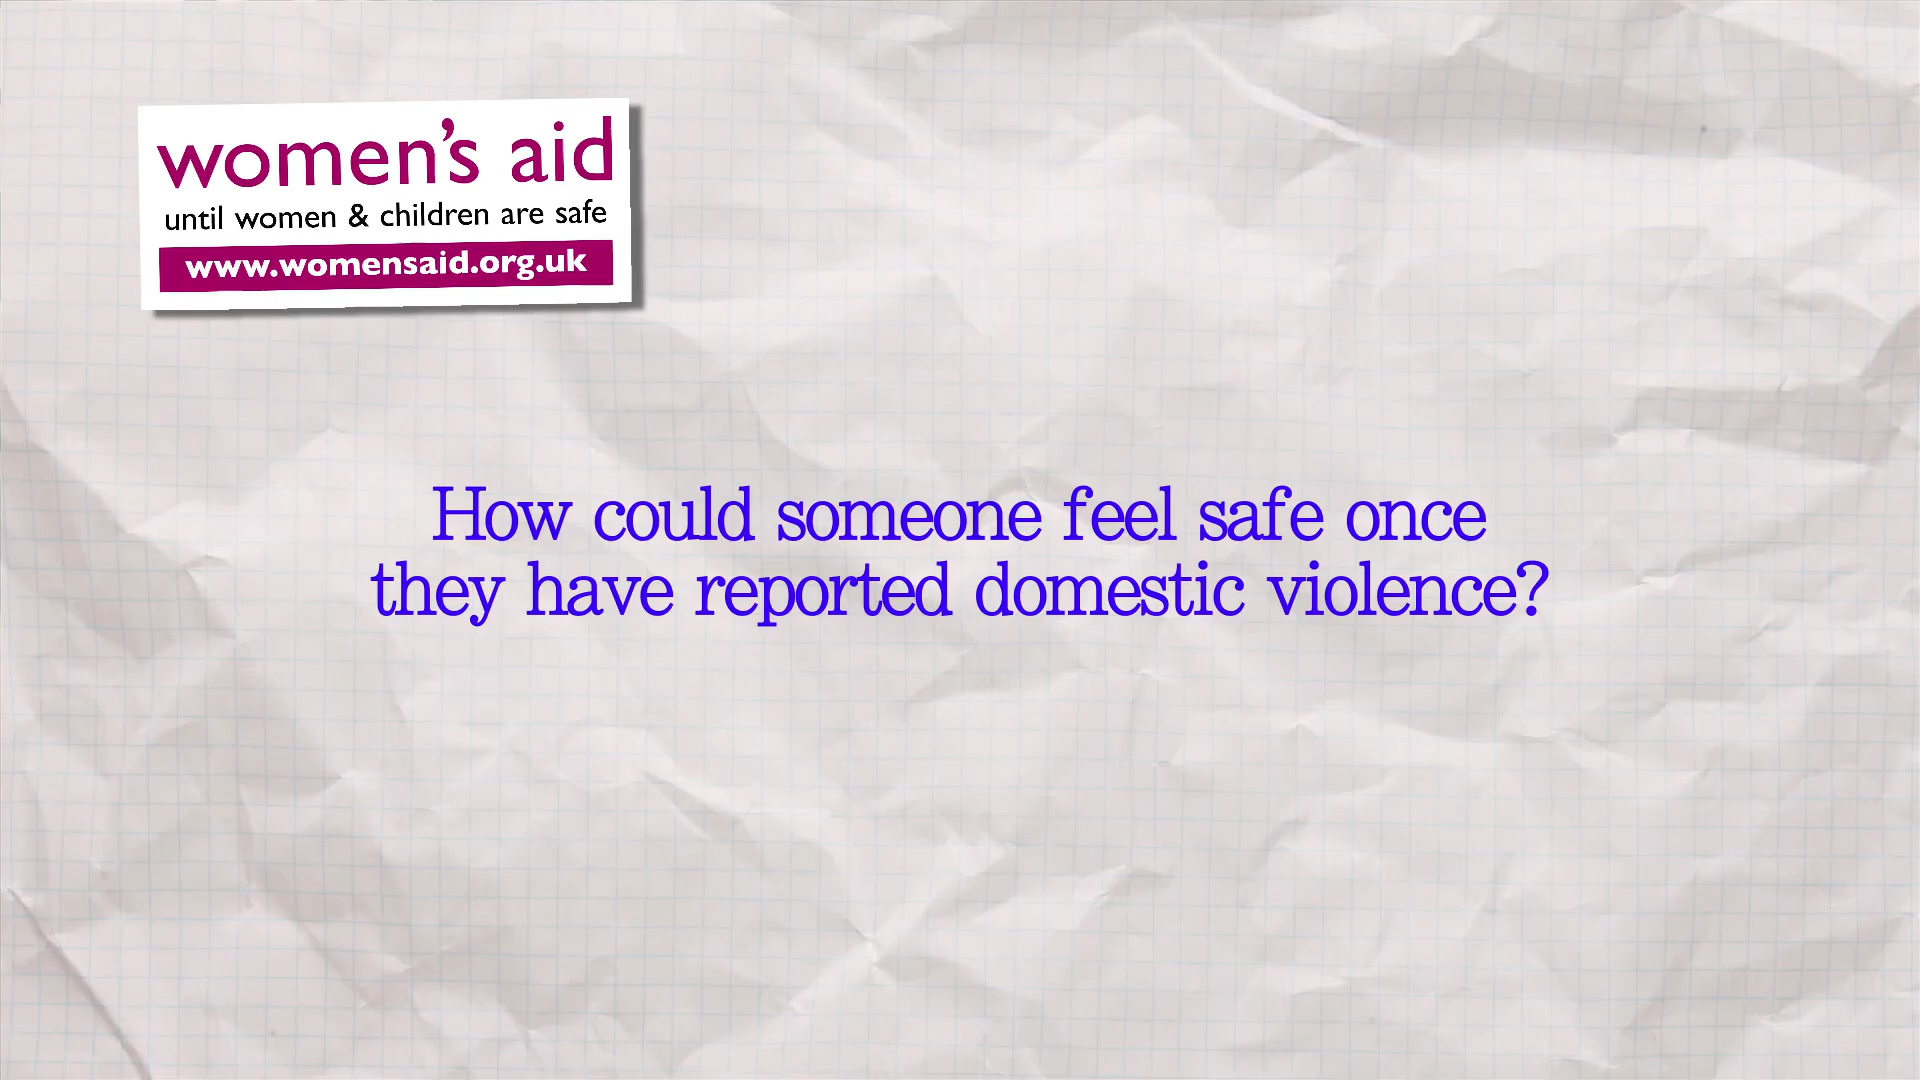 women's aid
until women & children are safe
www.womensaid.org.uk
How could someone feel safe once
they have reported domestic violence?